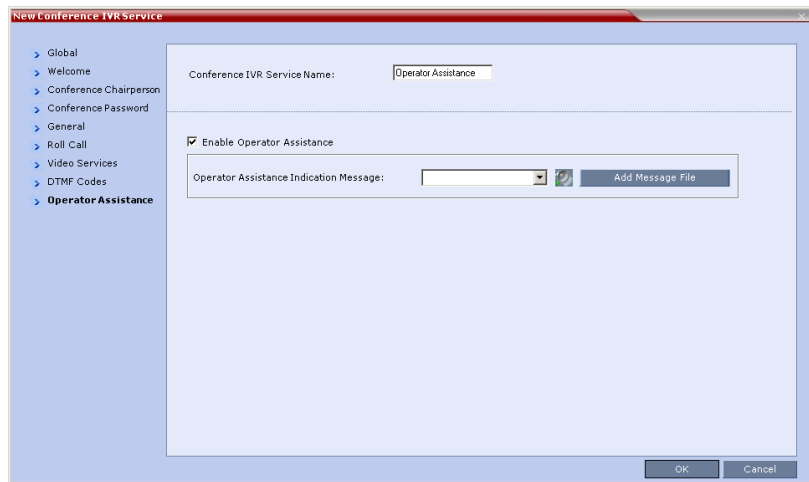 New Conference IVR Service
Global
Welcome
Conference Chairperson
Conference Password
General
Roll Call
Video Services
DTMF Codes
Operator Assistance
Conference IVR Service Name: Operator Assistance
Enable Operator Assistance
Operator Assistance Indication Message: Add Message File
OK Cancel